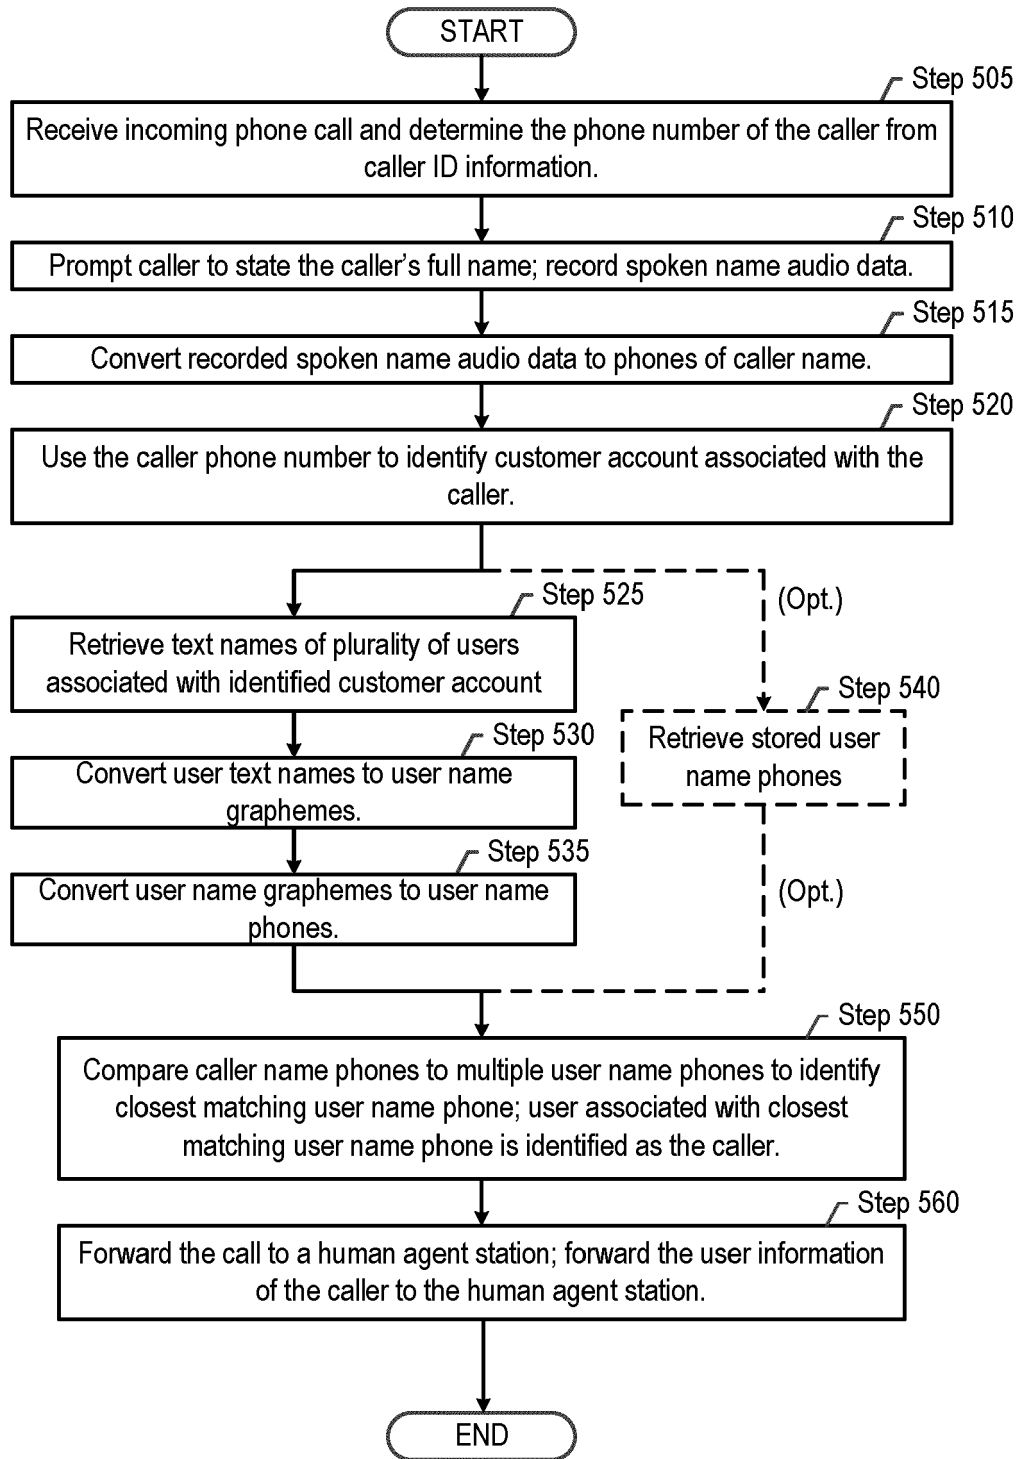 START
Step 505
Receive incoming phone call and determine the phone number of the caller from
caller ID information.
Step 510
Prompt caller to state the caller's full name; record spoken name audio data.
Step 515
Convert recorded spoken name audio data to phones of caller name.
Step 520
Use the caller phone number to identify customer account associated with the
caller.
Step 525
(Opt.)
Retrieve text names of plurality of users
associated with identified customer account
Step 540
Retrieve stored user
name phones
Step 530
Convert user text names to user name
graphemes.
Step 535
Convert user name graphemes to user name
phones.
(Opt.)
Step 550
Compare caller name phones to multiple user name phones to identify
closest matching user name phone; user associated with closest
matching user name phone is identified as the caller.
Step 560
Forward the call to a human agent station; forward the user information
of the caller to the human agent station.
END